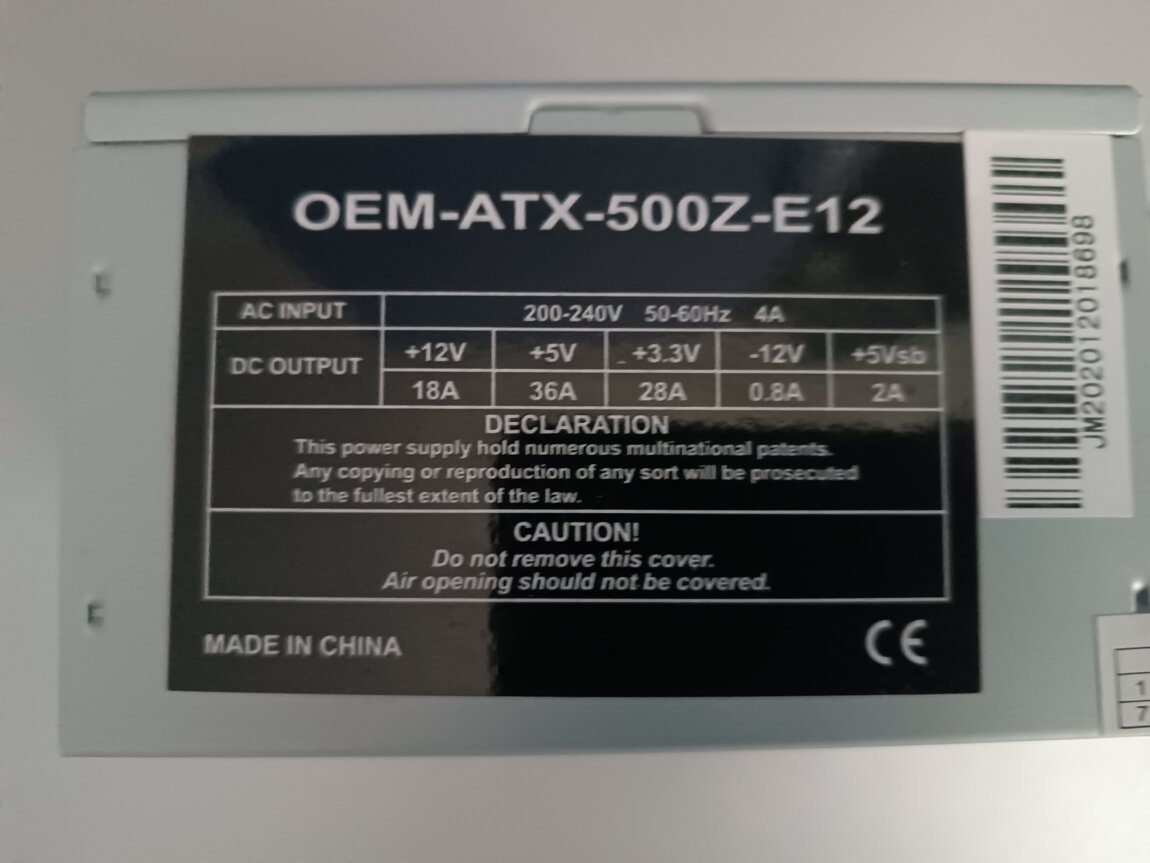 OEM-ATX-500Z-E12
AC INPUT 200-240V 50-60Hz 4A
DC OUTPUT +12V +5V +3.3V -12V +5Vsb
18A 36A 28A 0.8A 2A
DECLARATION
This power supply hold numerous multinational patents.
Any copying or reproduction of any sort will be prosecuted
to the fullest extent of the law.
CAUTION!
Do not remove this cover.
Air opening should not be covered.
MADE IN CHINA
CE
JM202012018698
1
7